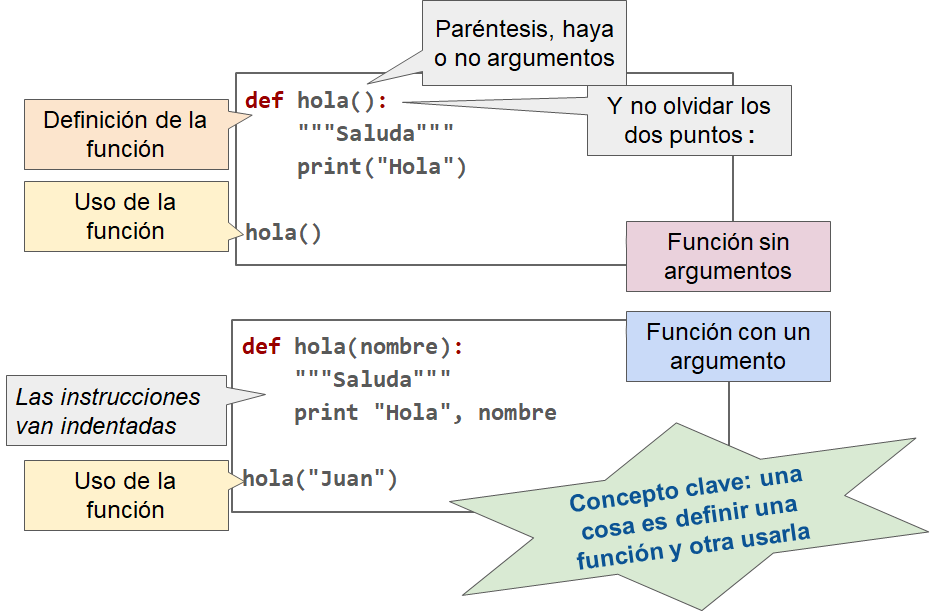 Paréntesis, haya
o no argumentos
def hola():
"""Saluda"""
print("Hola")
hola()
Definición de la
función
Y no olvidar los
dos puntos :
Uso de la
función
Función sin
argumentos
def hola(nombre):
"""Saluda"""
print "Hola", nombre
hola("Juan")
Función con un
argumento
Las instrucciones
van indentadas
Uso de la
función
Concepto clave: una
cosa es definir una
función y otra usarla